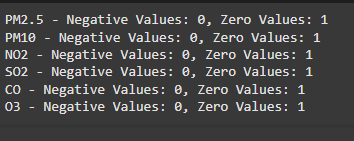 PM2.5 - Negative Values: 0, Zero Values: 1
PM10 - Negative Values: 0, Zero Values: 1
NO2 - Negative Values: 0, Zero Values: 1
SO2 - Negative Values: 0, Zero Values: 1
CO - Negative Values: 0, Zero Values: 1
O3 - Negative Values: 0, Zero Values: 1